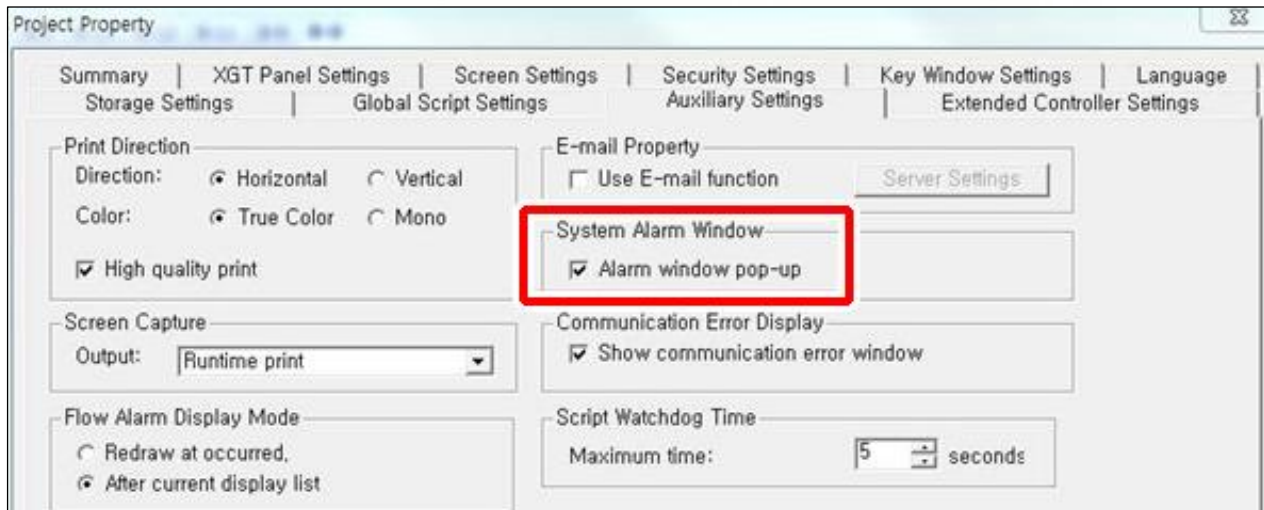 Project Property
Summary | XGT Panel Settings | Screen Settings | Security Settings | Key Window Settings | Language |
Storage Settings | Global Script Settings Auxiliary Settings | Extended Controller Settings
Print Direction
Direction: Horizontal Vertical
Color: True Color Mono
High quality print
E-mail Property
Use E-mail function Server Settings
System Alarm Window
Alarm window pop-up
Screen Capture
Output: Runtime print
Communication Error Display
Show communication error window
Flow Alarm Display Mode
Redraw at occurred,
After current display list
Script Watchdog Time
Maximum time: 5 seconds